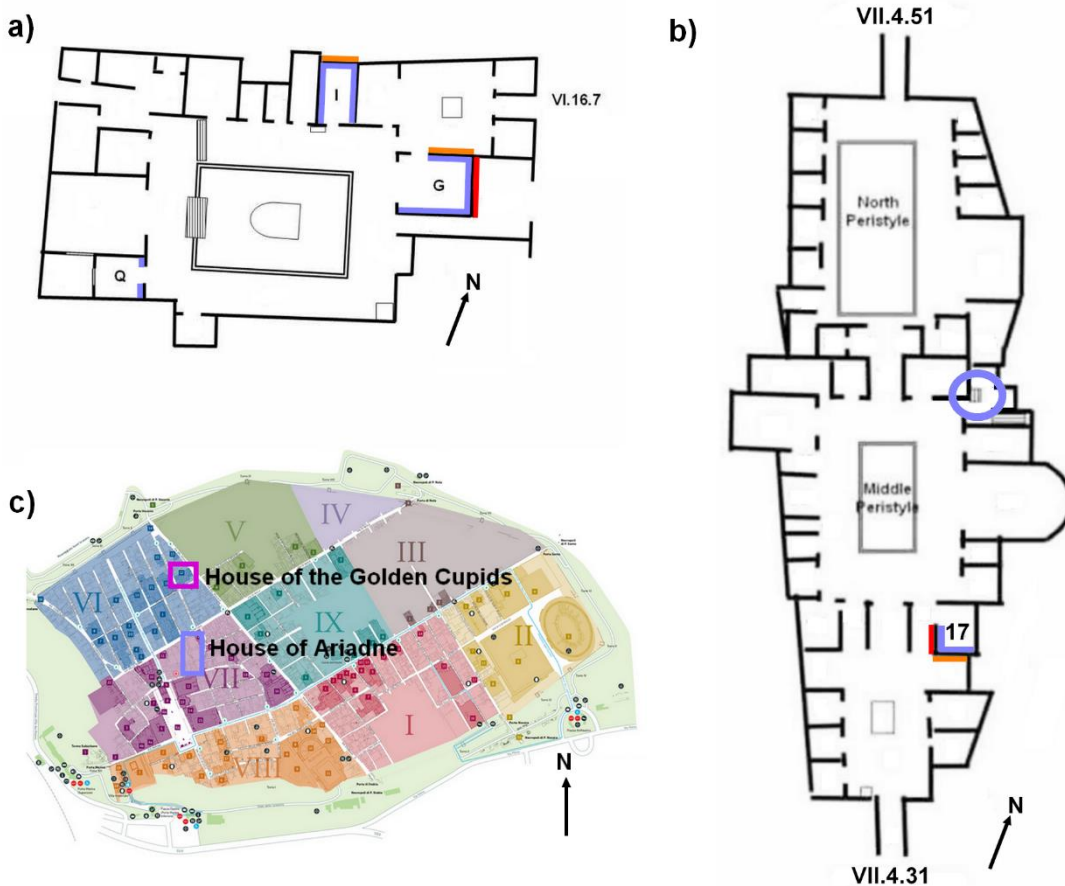 a)
I
VI.16.7
G
Q
N
b)
VII.4.51
North
Peristyle
Middle
Peristyle
17
N
VII.4.31
c)
V
IV
III
VI
House of the Golden Cupids
IX
II
House of Ariadne
VII
I
VIII
N